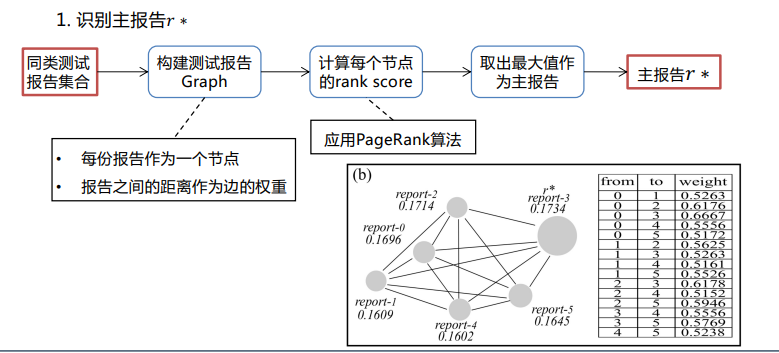 1. 识别主报告r *
同类测试
报告集合
构建测试报告
Graph
计算每个节点
的rank score
取出最大值作
为主报告
主报告r *
• 每份报告作为一个节点
• 报告之间的距离作为边的权重
应用PageRank算法
(b)
report-2
0.1714
r*
report-3
0.1734
report-0
0.1696
report-1
0.1609
report-4
0.1602
report-5
0.1645
from to weight
0 1 0.5263
0 2 0.6176
0 3 0.6667
0 4 0.5556
0 5 0.5172
1 2 0.5625
1 3 0.5263
1 4 0.5161
1 5 0.5526
2 3 0.6178
2 4 0.5152
2 5 0.5946
3 4 0.5556
3 5 0.5769
4 5 0.5238